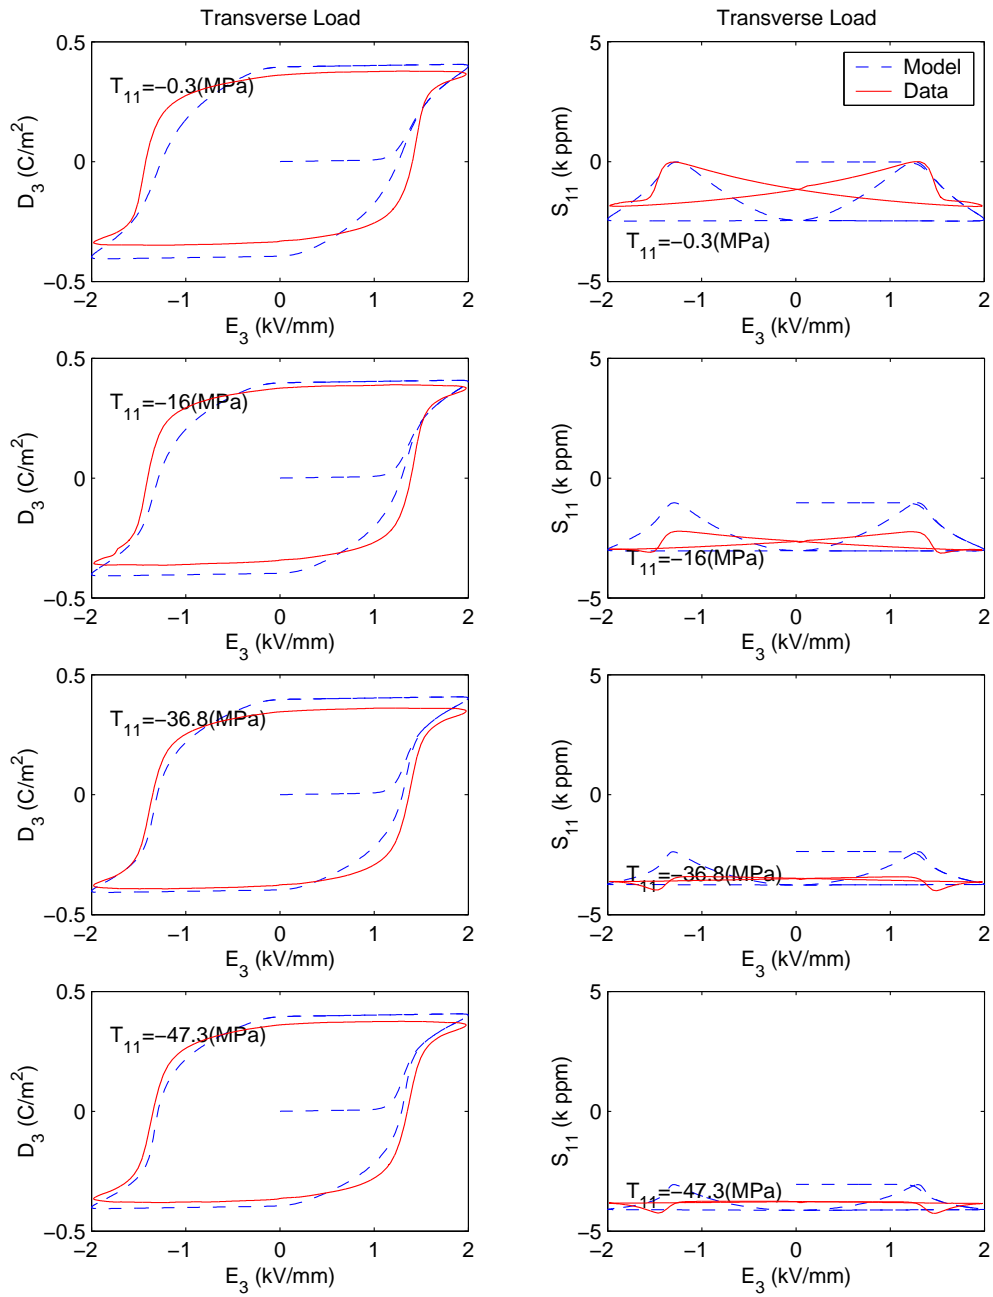 Transverse Load
0.5
0
−0.5
D3 (C/m2)
T11=−0.3(MPa)
−2 −1 0 1 2
E3 (kV/mm)
Transverse Load
5
0
−5
S11 (k ppm)
Model
Data
T11=−0.3(MPa)
−2 −1 0 1 2
E3 (kV/mm)
0.5
0
−0.5
D3 (C/m2)
T11=−16(MPa)
−2 −1 0 1 2
E3 (kV/mm)
5
0
−5
S11 (k ppm)
T11=−16(MPa)
−2 −1 0 1 2
E3 (kV/mm)
0.5
0
−0.5
D3 (C/m2)
T11=−36.8(MPa)
−2 −1 0 1 2
E3 (kV/mm)
5
0
−5
S11 (k ppm)
T11=−36.8(MPa)
−2 −1 0 1 2
E3 (kV/mm)
0.5
0
−0.5
D3 (C/m2)
T11=−47.3(MPa)
−2 −1 0 1 2
E3 (kV/mm)
5
0
−5
S11 (k ppm)
T11=−47.3(MPa)
−2 −1 0 1 2
E3 (kV/mm)